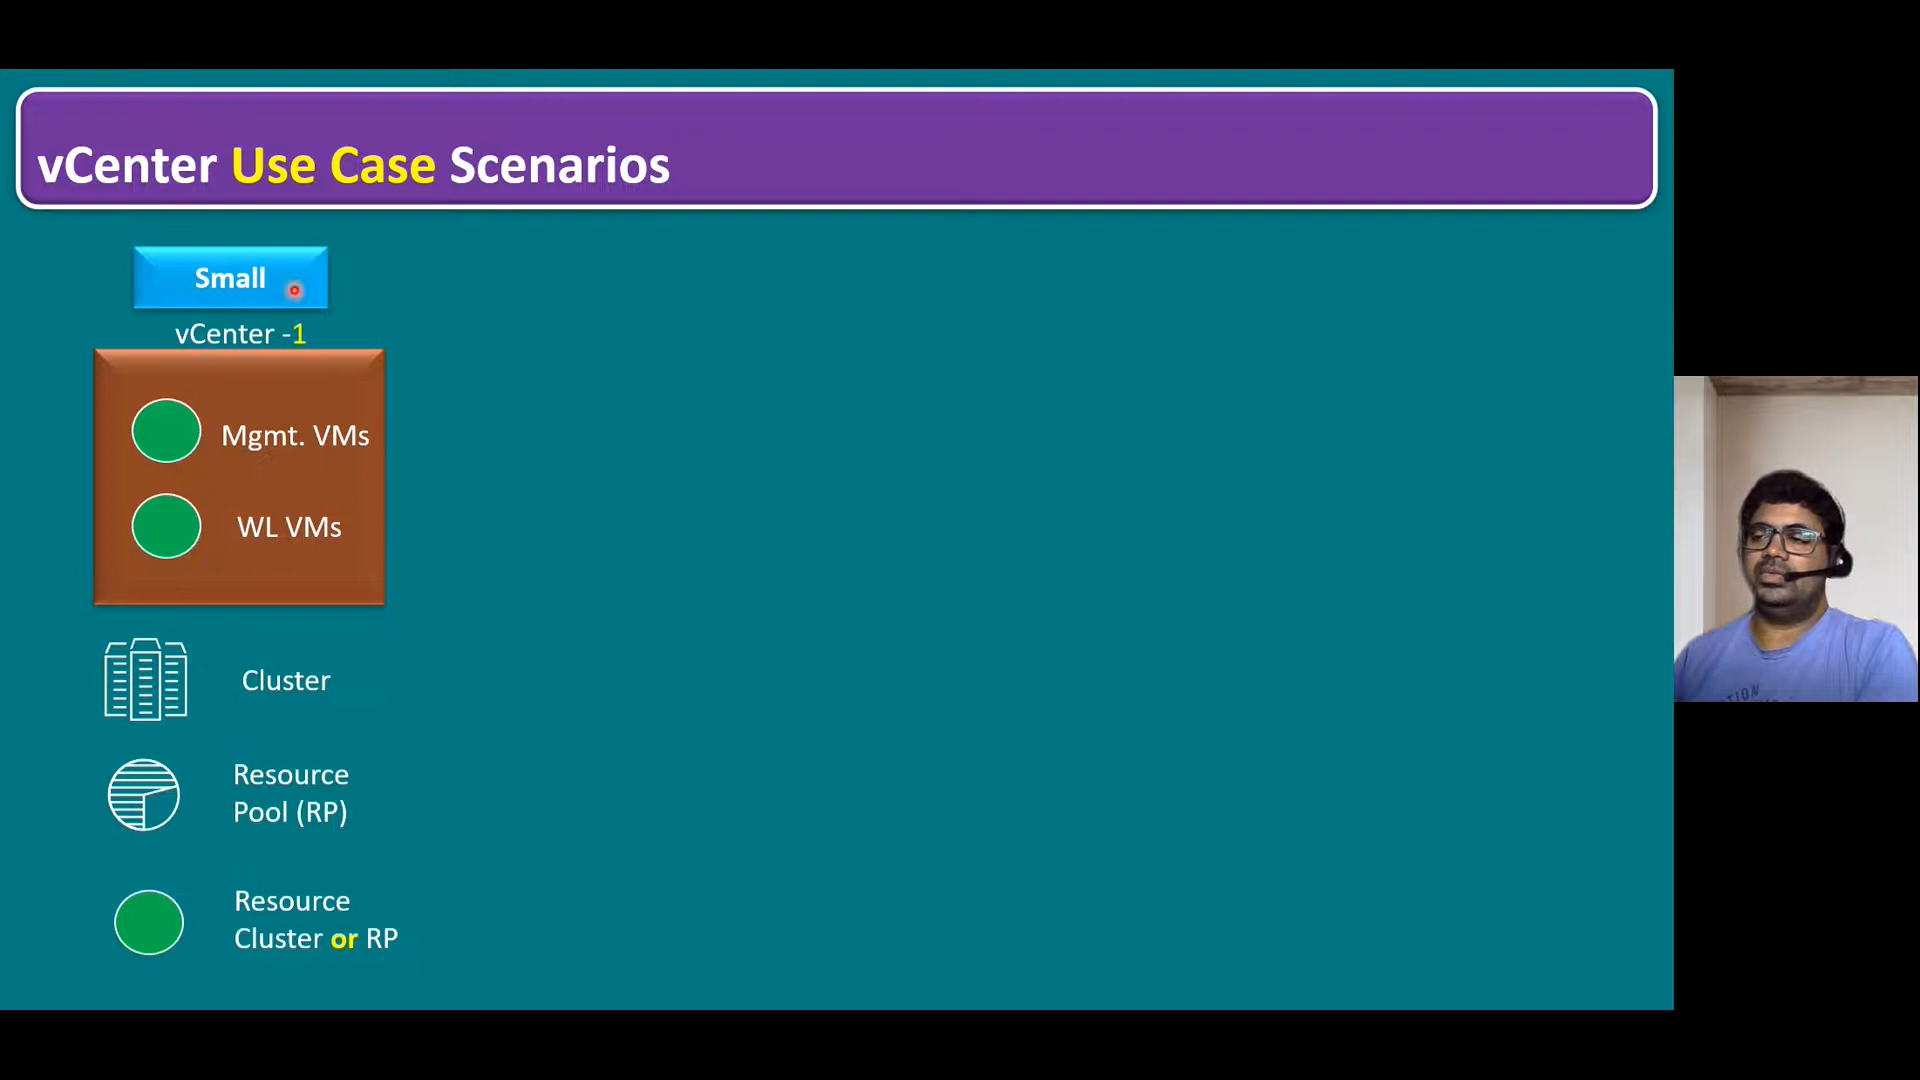 vCenter Use Case Scenarios
Small
vCenter -1
Mgmt. VMs
WL VMs
Cluster
Resource
Pool (RP)
Resource
Cluster or RP